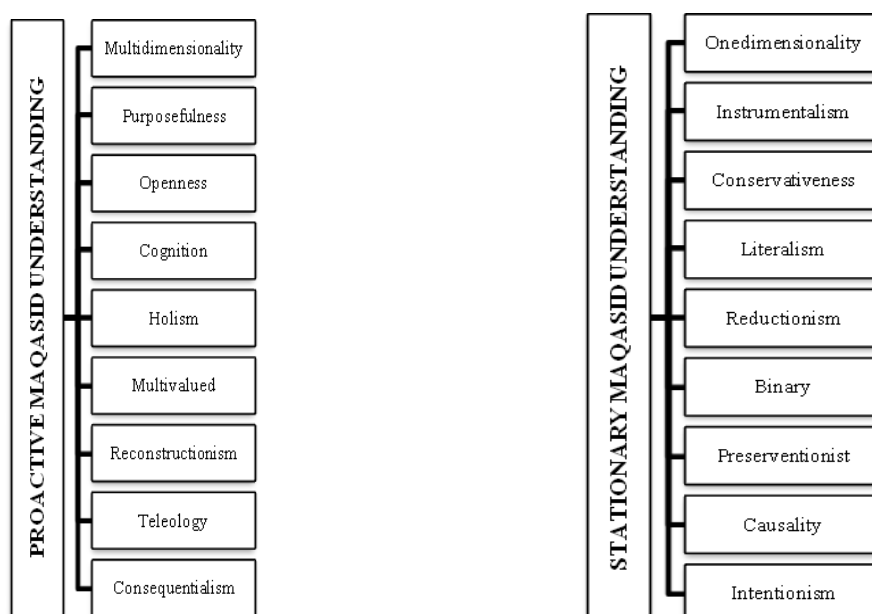 PROACTIVE MAQASID UNDERSTANDING
Multidimensionality
Purposefulness
Openness
Cognition
Holism
Multivalued
Reconstructionism
Teleology
Consequentialism
STATIONARY MAQASID UNDERSTANDING
Onedimensionality
Instrumentalism
Conservativeness
Literalism
Reductionism
Binary
Preserventionist
Causality
Intentionism